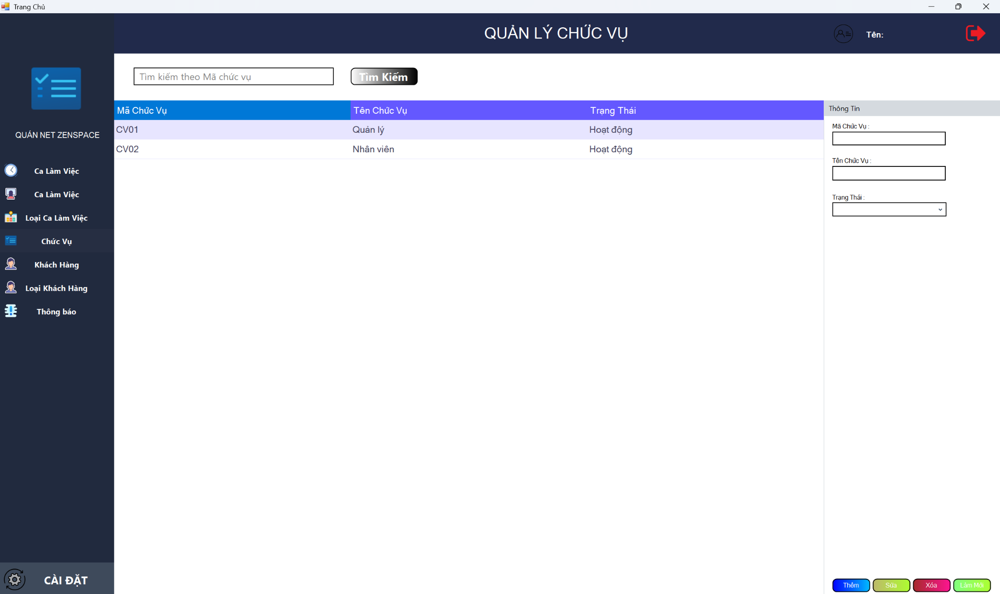 Trang Chủ
QUẢN LÝ CHỨC VỤ
Tên:
Tìm kiếm theo Mã chức vụ
Tìm Kiếm
QUÁN NET ZENSPACE
Ca Làm Việc
Ca Làm Việc
Loại Ca Làm Việc
Chức Vụ
Khách Hàng
Loại Khách Hàng
Thông báo
CÀI ĐẶT
Mã Chức Vụ Tên Chức Vụ Trạng Thái
CV01 Quản lý Hoạt động
CV02 Nhân viên Hoạt động
Thông Tin
Mã Chức Vụ :
Tên Chức Vụ :
Trạng Thái :
Thêm Sửa Xóa Làm Mới